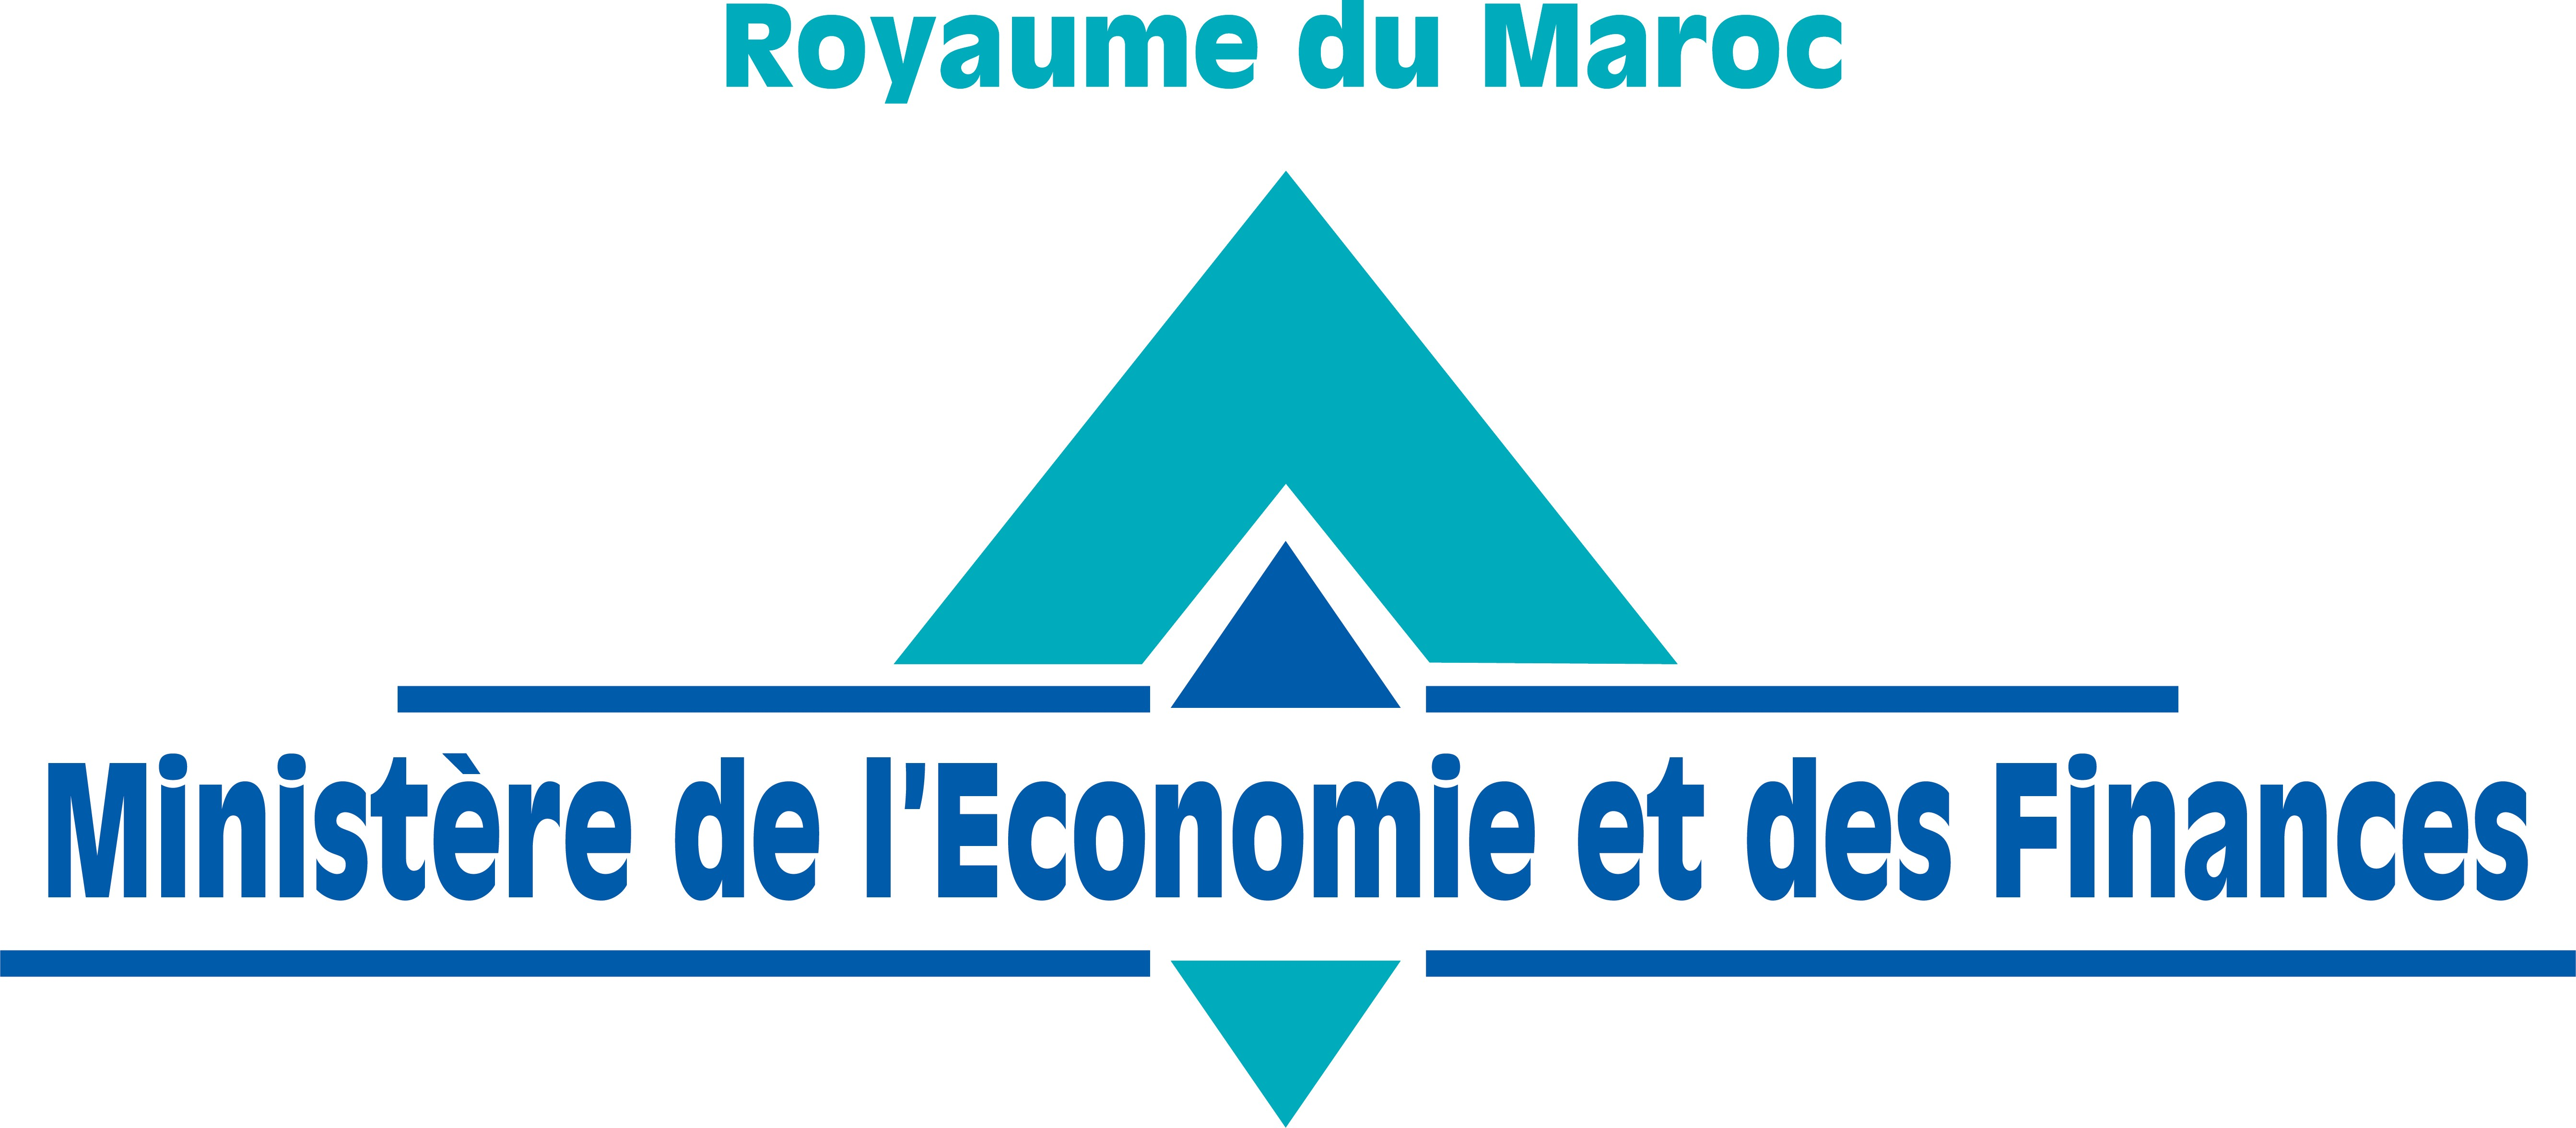 Royaume du Maroc
Ministère de l'Economie et des Finances